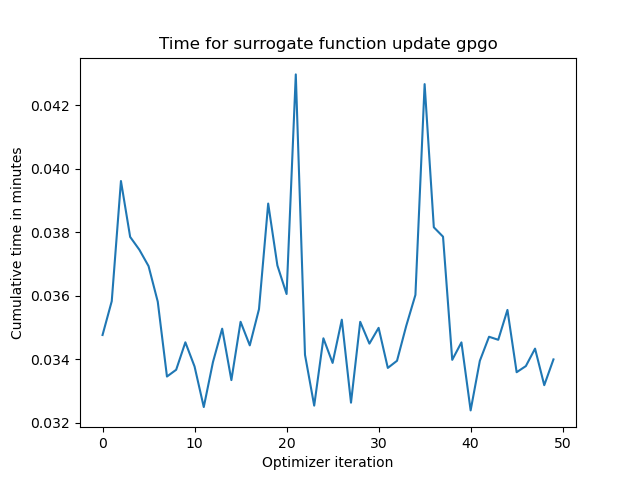 Time for surrogate function update gpgo
Cumulative time in minutes
0.042
0.040
0.038
0.036
0.034
0.032
0 10 20 30 40 50
Optimizer iteration